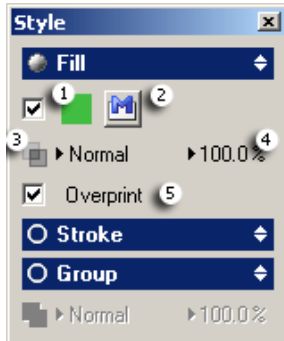 Style
Fill
1 M 2
3 Normal 100.0% 4
Overprint 5
Stroke
Group
Normal 100.0%